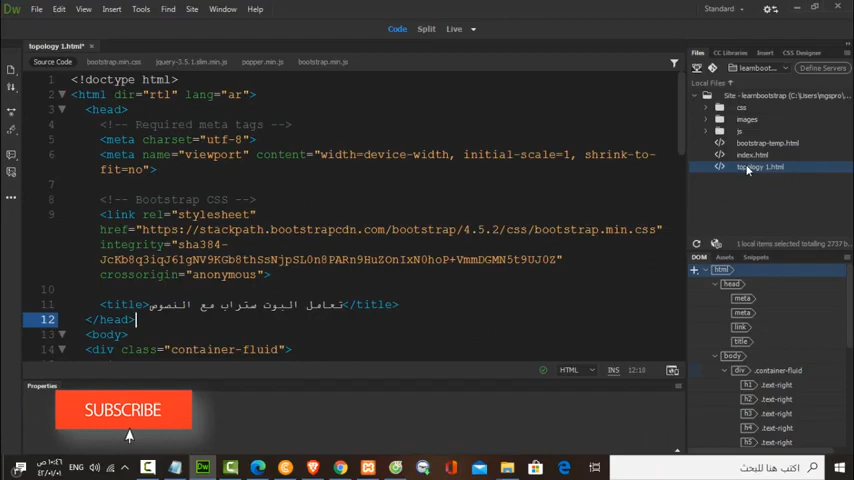 Dw
File Edit View Insert Tools Find Site Window Help
Standard
Code Split Live
topology 1.html*
Source Code bootstrap.min.css jquery-3.5.1.slim.min.js popper.min.js bootstrap.min.js
1 <!doctype html>
2 <html dir="rtl" lang="ar">
3 <head>
4 <!-- Required meta tags -->
5 <meta charset="utf-8">
6 <meta name="viewport" content="width=device-width, initial-scale=1, shrink-to-
fit=no">
7
8 <!-- Bootstrap CSS -->
9 <link rel="stylesheet"
href="https://stackpath.bootstrapcdn.com/bootstrap/4.5.2/css/bootstrap.min.css"
integrity="sha384-
JcKb8q3iqJ61gNV9KGb8thSsNjpSL0n8PARn9HuZOnIxN0hoP+VmmDGMN5t9UJ0Z"
crossorigin="anonymous">
10
11 <title>تعامل البوت ستراب مع النصوص</title>
12 </head>
13 <body>
14 <div class="container-fluid">
HTML INS 12:10
Properties
SUBSCRIBE
Files CC Libraries Insert CSS Designer
learnboot... Define Servers
Local Files
Site - learnbootstrap (C:\Users\mgspro...
css
images
js
bootstrap-temp.html
index.html
topology 1.html
1 local items selected totalling 2737 b...
DOM Assets Snippets
html
head
meta
meta
link
title
body
div .container-fluid
h1 .text-right
h2 .text-right
h3 .text-right
h4 .text-right
h5 .text-right
ENG
اكتب هنا للبحث